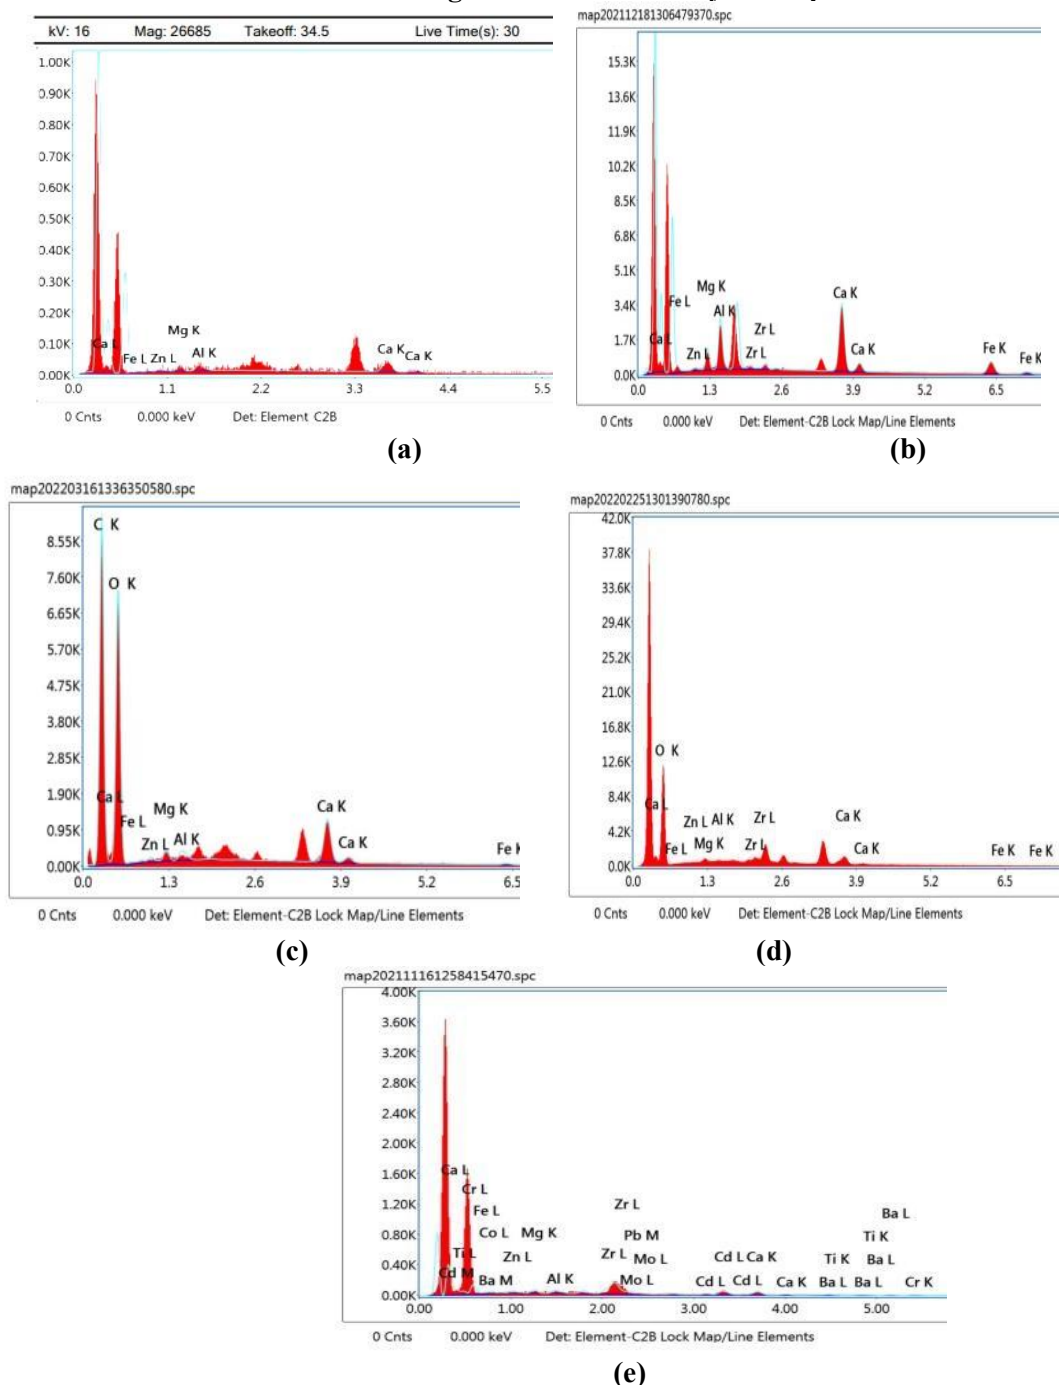 kV: 16 Mag: 26685 Takeoff: 34.5 Live Time(s): 30
1.00K
0.90K
0.80K
0.70K
0.60K
0.50K
0.40K
0.30K
0.20K
0.10K
0.00K
Ca L
Fe L
Zn L
Mg K
Al K
Ca K
Ca K
0.0 1.1 2.2 3.3 4.4 5.5
0 Cnts 0.000 keV Det: Element-C2B
(a)
map202112181306479370.spc
15.3K
13.6K
11.9K
10.2K
8.5K
6.8K
5.1K
3.4K
1.7K
0.0K
Ca L
Fe L
Zn L
Mg K
Al K
Zr L
Zr L
Ca K
Ca K
Fe K
Fe K
0.0 1.3 2.6 3.9 5.2 6.5
0 Cnts 0.000 keV Det: Element-C2B Lock Map/Line Elements
(b)
map202203161336350580.spc
8.55K
7.60K
6.65K
5.70K
4.75K
3.80K
2.85K
1.90K
0.95K
0.00K
C K
O K
Ca L
Fe L
Zn L
Mg K
Al K
Ca K
Ca K
Fe K
0.0 1.3 2.6 3.9 5.2 6.5
0 Cnts 0.000 keV Det: Element-C2B Lock Map/Line Elements
(c)
map202202251301390780.spc
42.0K
37.8K
33.6K
29.4K
25.2K
21.0K
16.8K
12.6K
8.4K
4.2K
0.0K
O K
Ca L
Fe L
Zn L
Al K
Mg K
Zr L
Zr L
Ca K
Ca K
Fe K
Fe K
0.0 1.3 2.6 3.9 5.2 6.5
0 Cnts 0.000 keV Det: Element-C2B Lock Map/Line Elements
(d)
map202111161258415470.spc
4.00K
3.60K
3.20K
2.80K
2.40K
2.00K
1.60K
1.20K
0.80K
0.40K
0.00K
Ca L
Cr L
Fe L
Co L
Ti L
Cd M
Zn L
Ba M
Mg K
Al K
Zr L
Pb M
Zr L
Mo L
Mo L
Cd L
Ca K
Cd L
Cd L
Ca K
Ba L
Ti K
Ti K
Ba L
Ba L
Ba L
Cr K
0.00 1.00 2.00 3.00 4.00 5.00
0 Cnts 0.000 keV Det: Element-C2B Lock Map/Line Elements
(e)